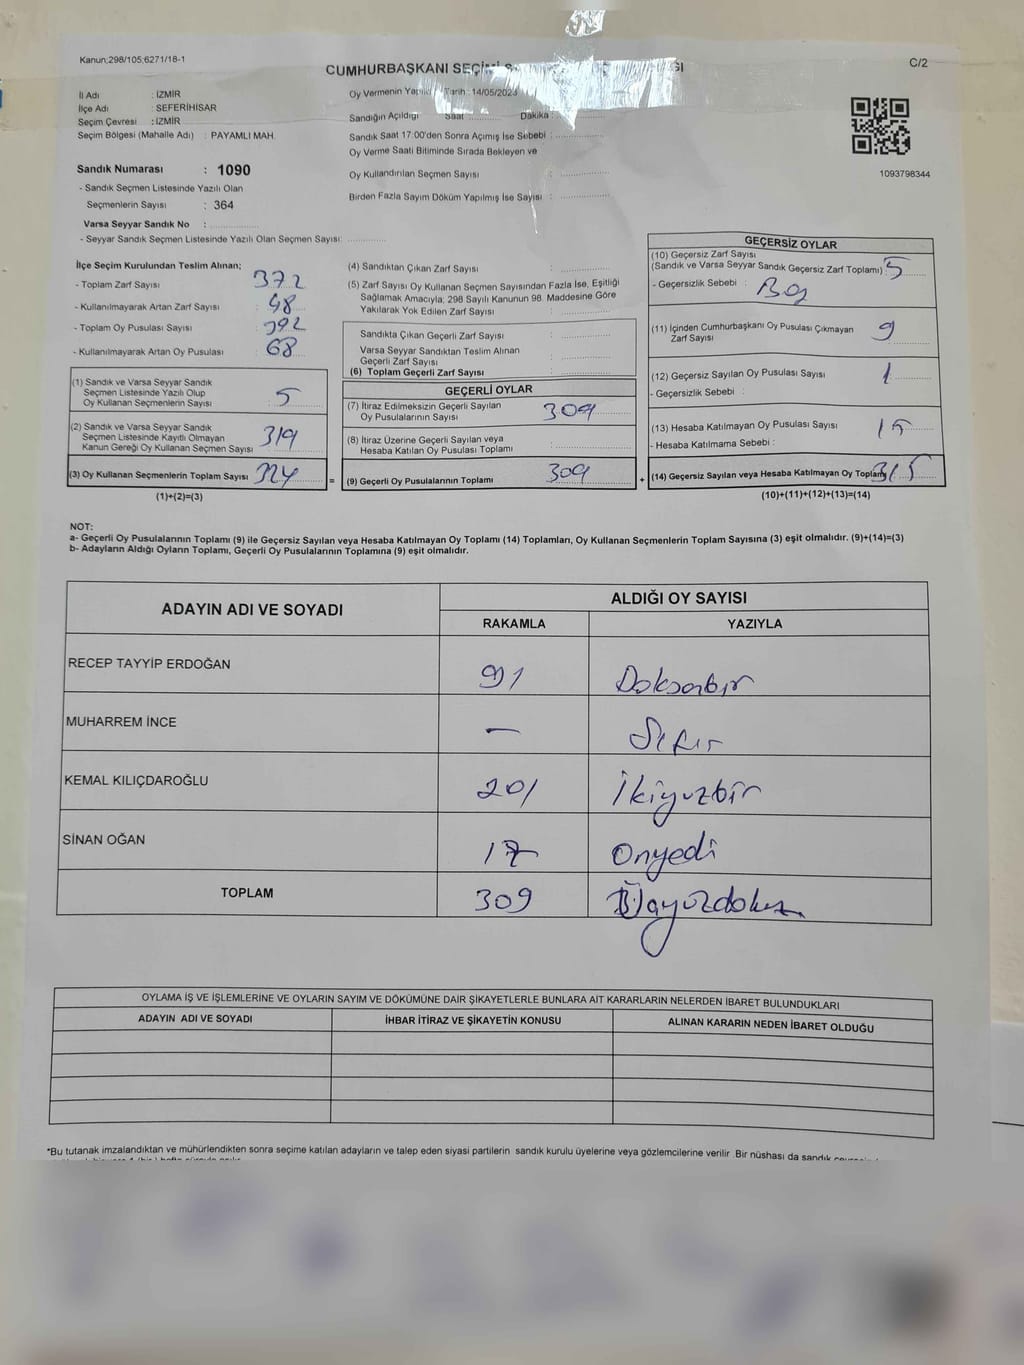 Kanun;298/105;6271/18-1
CUMHURBAŞKANI SEÇİMİ
C/2
İl Adı : İZMİR
İlçe Adı : SEFERİHİSAR
Seçim Çevresi : İZMİR
Seçim Bölgesi (Mahalle Adı) : PAYAMLI MAH.
Sandık Numarası : 1090
- Sandık Seçmen Listesinde Yazılı Olan
Seçmenlerin Sayısı : 364
Varsa Seyyar Sandık No :
- Seyyar Sandık Seçmen Listesinde Yazılı Olan Seçmen Sayısı:
Oy Vermenin Tarih : 14/05/2023
Sandığın Açıldığı Saat Dakika :
Sandık Saat 17:00'den Sonra Açımış İse Sebebi :
Oy Verme Saati Bitiminde Sırada Bekleyen ve
Oy Kullandırılan Seçmen Sayısı :
Birden Fazla Sayım Döküm Yapılmış İse Sayısı :
1093798344
İlçe Seçim Kurulundan Teslim Alınan;
- Toplam Zarf Sayısı : 372
- Kullanılmayarak Artan Zarf Sayısı : 48
- Toplam Oy Pusulası Sayısı : 392
- Kullanılmayarak Artan Oy Pusulası : 68
(1) Sandık ve Varsa Seyyar Sandık
Seçmen Listesinde Yazılı Olup
Oy Kullanan Seçmenlerin Sayısı : 5
(2) Sandık ve Varsa Seyyar Sandık
Seçmen Listesinde Kayıtlı Olmayan
Kanun Gereği Oy Kullanan Seçmen Sayısı : 319
(3) Oy Kullanan Seçmenlerin Toplam Sayısı : 324
(1)+(2)=(3)
(4) Sandıktan Çıkan Zarf Sayısı :
(5) Zarf Sayısı Oy Kullanan Seçmen Sayısından Fazla İse, Eşitliği
Sağlamak Amacıyla; 298 Sayılı Kanunun 98. Maddesine Göre
Yakılarak Yok Edilen Zarf Sayısı :
Sandıkta Çıkan Geçerli Zarf Sayısı :
Varsa Seyyar Sandıktan Teslim Alınan
Geçerli Zarf Sayısı :
(6) Toplam Geçerli Zarf Sayısı :
GEÇERLİ OYLAR
(7) İtiraz Edilmeksizin Geçerli Sayılan
Oy Pusulalarının Sayısı : 309
(8) İtiraz Üzerine Geçerli Sayılan veya
Hesaba Katılan Oy Pusulası Toplamı :
= (9) Geçerli Oy Pusulalarının Toplamı : 309 +
GEÇERSİZ OYLAR
(10) Geçersiz Zarf Sayısı
(Sandık ve Varsa Seyyar Sandık Geçersiz Zarf Toplamı) : 5
- Geçersizlik Sebebi : Boş
(11) İçinden Cumhurbaşkanı Oy Pusulası Çıkmayan
Zarf Sayısı : 9
(12) Geçersiz Sayılan Oy Pusulası Sayısı : 1
- Geçersizlik Sebebi :
(13) Hesaba Katılmayan Oy Pusulası Sayısı : 15
- Hesaba Katılmama Sebebi :
(14) Geçersiz Sayılan veya Hesaba Katılmayan Oy Toplamı 315
(10)+(11)+(12)+(13)=(14)
NOT:
a- Geçerli Oy Pusulalarının Toplamı (9) ile Geçersiz Sayılan veya Hesaba Katılmayan Oy Toplamı (14) Toplamları, Oy Kullanan Seçmenlerin Toplam Sayısına (3) eşit olmalıdır. (9)+(14)=(3)
b- Adayların Aldığı Oyların Toplamı, Geçerli Oy Pusulalarının Toplamına (9) eşit olmalıdır.
ADAYIN ADI VE SOYADI
ALDIĞI OY SAYISI
RAKAMLA YAZIYLA
RECEP TAYYİP ERDOĞAN 91 Doksanbir
MUHARREM İNCE — Sıfır
KEMAL KILIÇDAROĞLU 201 İkiyüzbir
SİNAN OĞAN 17 Onyedi
TOPLAM 309
OYLAMA İŞ VE İŞLEMLERİNE VE OYLARIN SAYIM VE DÖKÜMÜNE DAİR ŞİKAYETLERLE BUNLARA AİT KARARLARIN NELERDEN İBARET BULUNDUKLARI
ADAYIN ADI VE SOYADI İHBAR İTİRAZ VE ŞİKAYETİN KONUSU ALINAN KARARIN NEDEN İBARET OLDUĞU
*Bu tutanak imzalandıktan ve mühürlendikten sonra seçime katılan adayların ve talep eden siyasi partilerin sandık kurulu üyelerine veya gözlemcilerine verilir. Bir nüshası da sandık